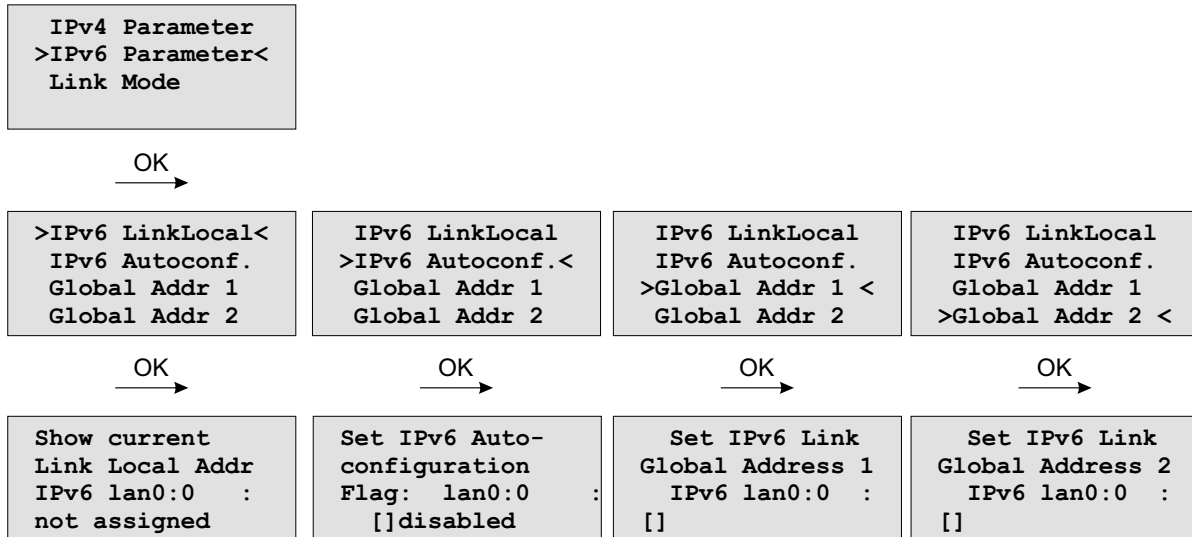 IPv4 Parameter
>IPv6 Parameter<
Link Mode
OK
>IPv6 LinkLocal<
IPv6 Autoconf.
Global Addr 1
Global Addr 2
IPv6 LinkLocal
>IPv6 Autoconf.<
Global Addr 1
Global Addr 2
IPv6 LinkLocal
IPv6 Autoconf.
>Global Addr 1 <
Global Addr 2
IPv6 LinkLocal
IPv6 Autoconf.
Global Addr 1
>Global Addr 2 <
OK
OK
OK
OK
Show current
Link Local Addr
IPv6 lan0:0 :
not assigned
Set IPv6 Auto-
configuration
Flag: lan0:0 :
[]disabled
Set IPv6 Link
Global Address 1
IPv6 lan0:0 :
[]
Set IPv6 Link
Global Address 2
IPv6 lan0:0 :
[]